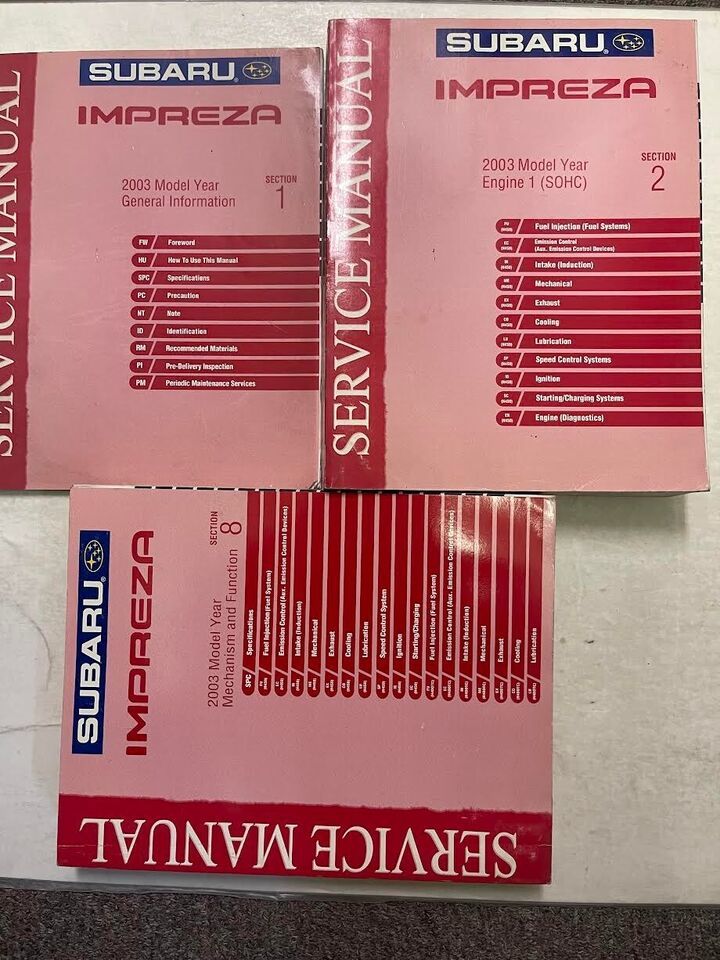 SERVICE MANUAL
SUBARU
IMPREZA
2003 Model Year
General Information
SECTION
1
FW Foreword
HU How To Use This Manual
SPC Specifications
PC Precaution
NT Note
ID Identification
RM Recommended Materials
PI Pre-Delivery Inspection
PM Periodic Maintenance Services
SERVICE MANUAL
SUBARU
IMPREZA
2003 Model Year
Engine 1 (SOHC)
SECTION
2
Fuel Injection (Fuel Systems)
Emission Control
(Aux. Emission Control Devices)
Intake (Induction)
Mechanical
Exhaust
Cooling
Lubrication
Speed Control Systems
Ignition
Starting/Charging Systems
Engine (Diagnostics)
SERVICE MANUAL
SUBARU
IMPREZA
2003 Model Year
Mechanism and Function
SECTION
8
SPC Specifications
Fuel Injection (Fuel System)
Emission Control (Aux. Emission Control Devices)
Intake (Induction)
Mechanical
Exhaust
Cooling
Lubrication
Speed Control System
Ignition
Starting/Charging
Fuel Injection (Fuel System)
Emission Control (Aux. Emission Control Devices)
Intake (Induction)
Mechanical
Exhaust
Cooling
Lubrication